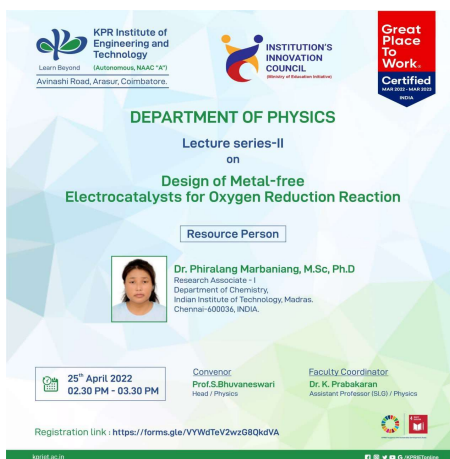 KPR Institute of
Engineering and
Technology
Learn Beyond
(Autonomous, NAAC "A")
Avinashi Road, Arasur, Coimbatore.
INSTITUTION'S
INNOVATION
COUNCIL
(Ministry of Education Initiative)
Great
Place
To
Work.
Certified
MAR 2022 - MAR 2023
INDIA
DEPARTMENT OF PHYSICS
Lecture series-II
on
Design of Metal-free
Electrocatalysts for Oxygen Reduction Reaction
Resource Person
Dr. Phiralang Marbaniang, M.Sc, Ph.D
Research Associate - I
Department of Chemistry,
Indian Institute of Technology, Madras.
Chennai-600036, INDIA.
25th April 2022
02.30 PM - 03.30 PM
Convenor
Prof.S.Bhuvaneswari
Head / Physics
Faculty Coordinator
Dr. K. Prabakaran
Assistant Professor (SLG) / Physics
Registration link : https://forms.gle/VYWdTeV2wzG8QkdVA
kpriet.ac.in
/KPRIETonline